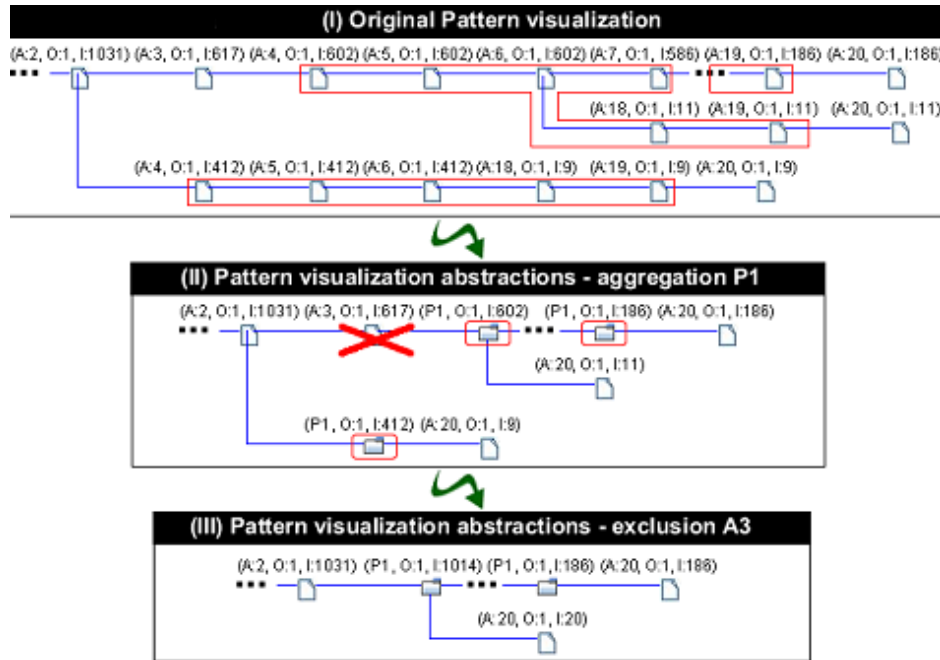 (I) Original Pattern visualization
(A:2, O:1, I:1031) (A:3, O:1, I:617) (A:4, O:1, I:602) (A:5, O:1, I:602) (A:6, O:1, I:602) (A:7, O:1, I:586) (A:19, O:1, I:186) (A:20, O:1, I:186)
(A:18, O:1, I:11) (A:19, O:1, I:11) (A:20, O:1, I:11)
(A:4, O:1, I:412) (A:5, O:1, I:412) (A:6, O:1, I:412) (A:18, O:1, I:9) (A:19, O:1, I:9) (A:20, O:1, I:9)
(II) Pattern visualization abstractions - aggregation P1
(A:2, O:1, I:1031) (A:3, O:1, I:617) (P1, O:1, I:602) (P1, O:1, I:186) (A:20, O:1, I:186)
(A:20, O:1, I:11)
(P1, O:1, I:412) (A:20, O:1, I:9)
(III) Pattern visualization abstractions - exclusion A3
(A:2, O:1, I:1031) (P1, O:1, I:1014) (P1, O:1, I:186) (A:20, O:1, I:186)
(A:20, O:1, I:20)